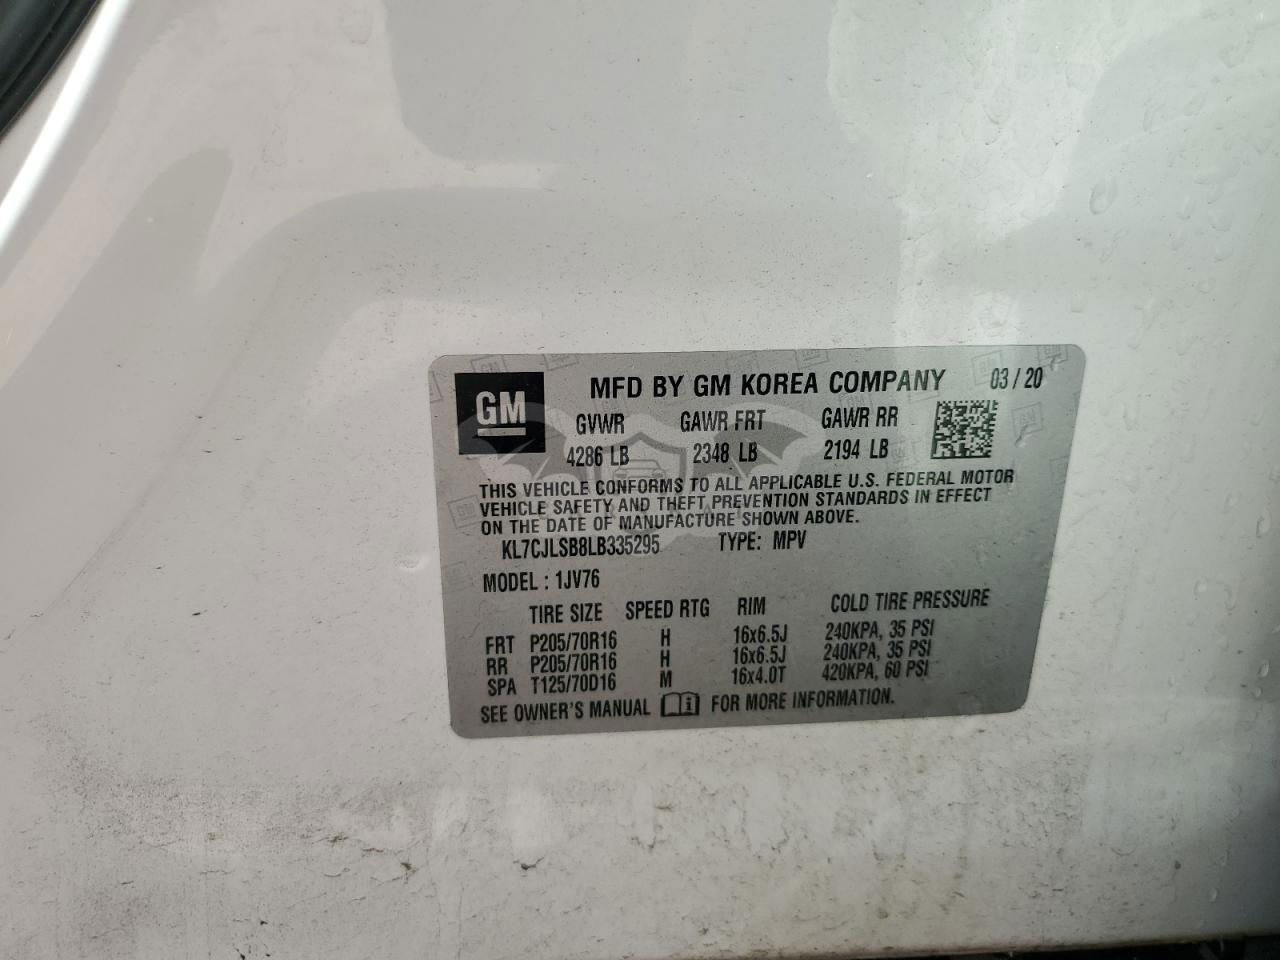 GM MFD BY GM KOREA COMPANY 03/20
GVWR GAWR FRT GAWR RR
4286 LB 2348 LB 2194 LB
THIS VEHICLE CONFORMS TO ALL APPLICABLE U.S. FEDERAL MOTOR
VEHICLE SAFETY AND THEFT PREVENTION STANDARDS IN EFFECT
ON THE DATE OF MANUFACTURE SHOWN ABOVE.
KL7CJLSB8LB335295 TYPE: MPV
MODEL : 1JV76
TIRE SIZE SPEED RTG RIM COLD TIRE PRESSURE
FRT P205/70R16 H 16x6.5J 240KPA, 35 PSI
RR P205/70R16 H 16x6.5J 240KPA, 35 PSI
SPA T125/70D16 M 16x4.0T 420KPA, 60 PSI
SEE OWNER'S MANUAL FOR MORE INFORMATION.